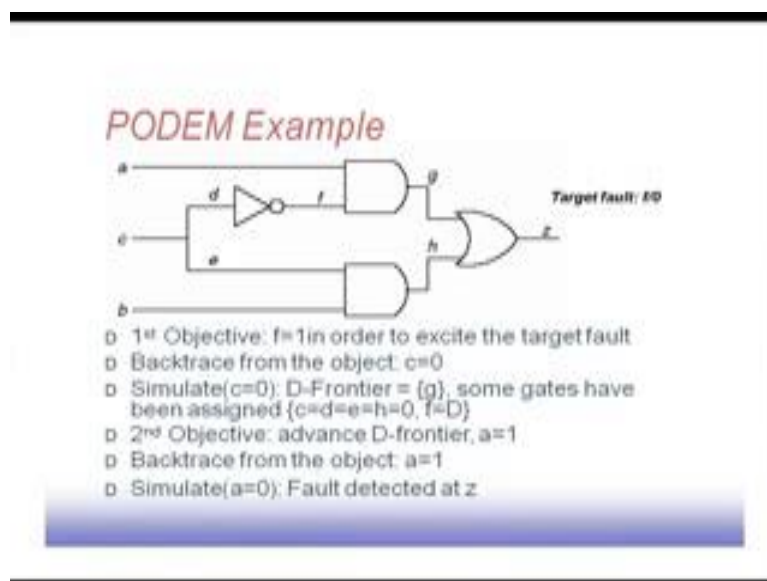 PODEM Example
a
g
d
f
Target fault: f/0
c
z
h
e
b
D 1st Objective: f=1in order to excite the target fault
D Backtrace from the object: c=0
D Simulate(c=0): D-Frontier = {g}, some gates have
been assigned {c=d=e=h=0, f=D}
D 2nd Objective: advance D-frontier, a=1
D Backtrace from the object: a=1
D Simulate(a=0): Fault detected at z